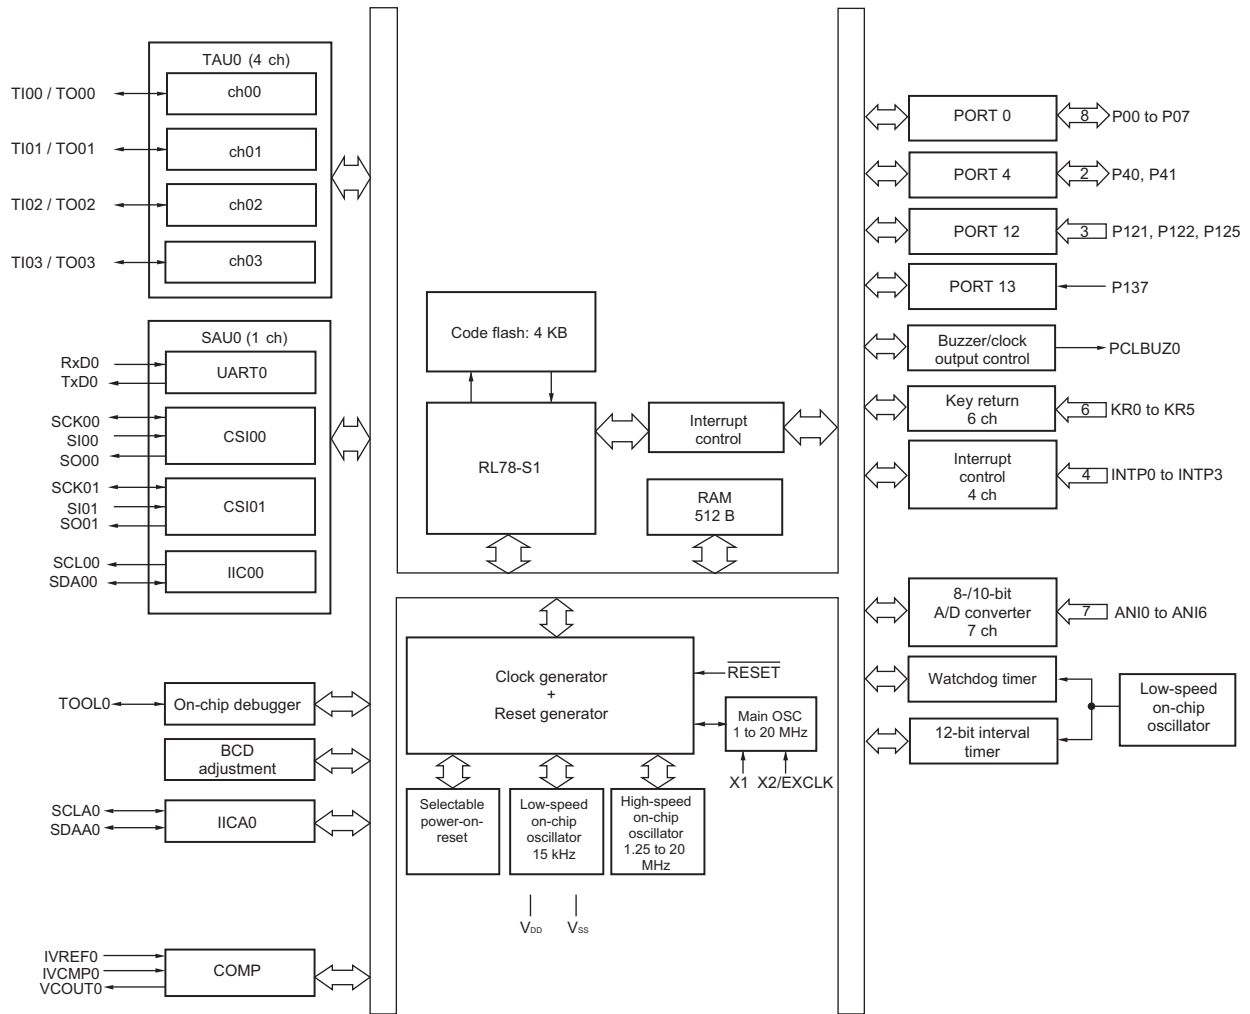 TAU0 (4 ch)
TI00 / TO00
ch00
TI01 / TO01
ch01
TI02 / TO02
ch02
TI03 / TO03
ch03
SAU0 (1 ch)
RxD0
TxD0
UART0
SCK00
SI00
SO00
CSI00
SCK01
SI01
SO01
CSI01
SCL00
SDA00
IIC00
TOOL0
On-chip debugger
BCD
adjustment
SCLA0
SDAA0
IICA0
IVREF0
IVCMP0
VCOUT0
COMP
Code flash: 4 KB
RL78-S1
Interrupt
control
RAM
512 B
Clock generator
+
Reset generator
RESET
Main OSC
1 to 20 MHz
X1
X2/EXCLK
Selectable
power-on-
reset
Low-speed
on-chip
oscillator
15 kHz
High-speed
on-chip
oscillator
1.25 to 20
MHz
VDD
VSS
PORT 0
8
P00 to P07
PORT 4
2
P40, P41
PORT 12
3
P121, P122, P125
PORT 13
P137
Buzzer/clock
output control
PCLBUZ0
Key return
6 ch
6
KR0 to KR5
Interrupt
control
4 ch
4
INTP0 to INTP3
8-/10-bit
A/D converter
7 ch
7
ANI0 to ANI6
Watchdog timer
12-bit interval
timer
Low-speed
on-chip
oscillator